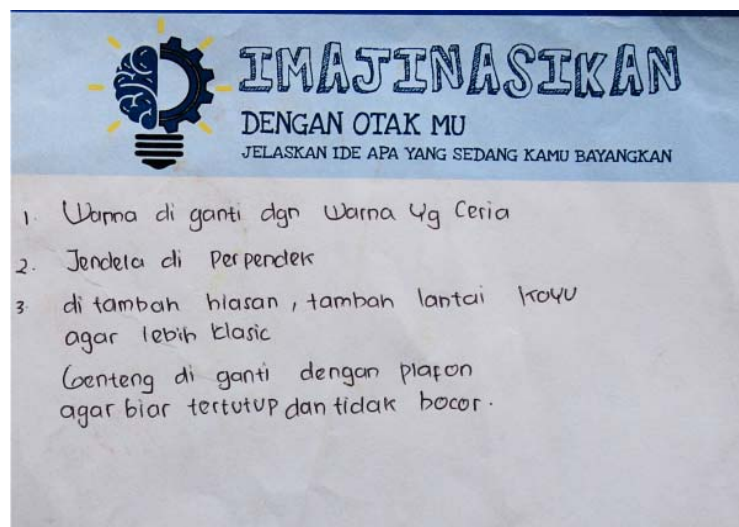 IMAJINASIKAN
DENGAN OTAK MU
JELASKAN IDE APA YANG SEDANG KAMU BAYANGKAN
1. Warna di ganti dgn Warna Yg Ceria
2. Jendela di Perpendek
3. di tambah hiasan, tambah lantai kayu
agar lebih klasic
Genteng di ganti dengan plafon
agar biar tertutup dan tidak bocor.